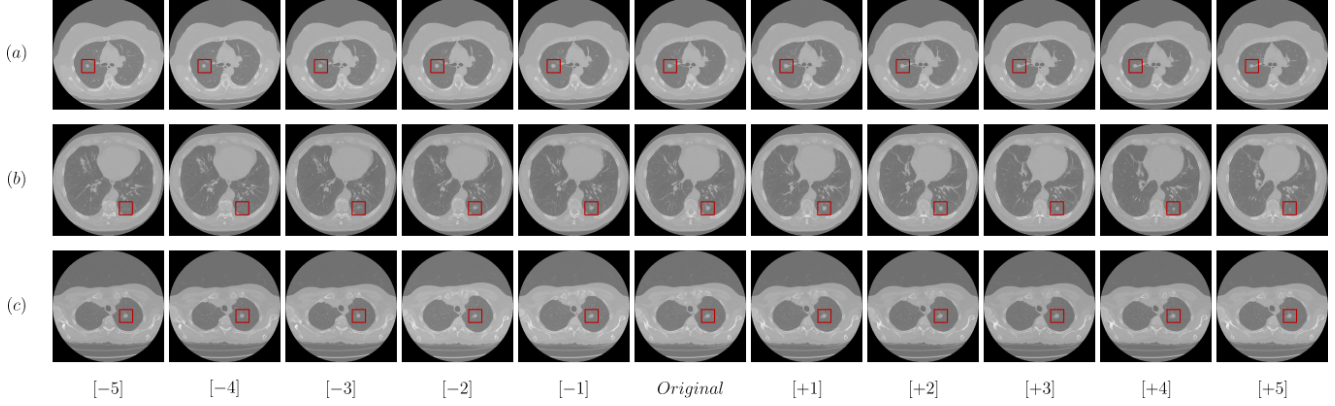 (a)
(b)
(c)
[−5] [−4] [−3] [−2] [−1] Original [+1] [+2] [+3] [+4] [+5]